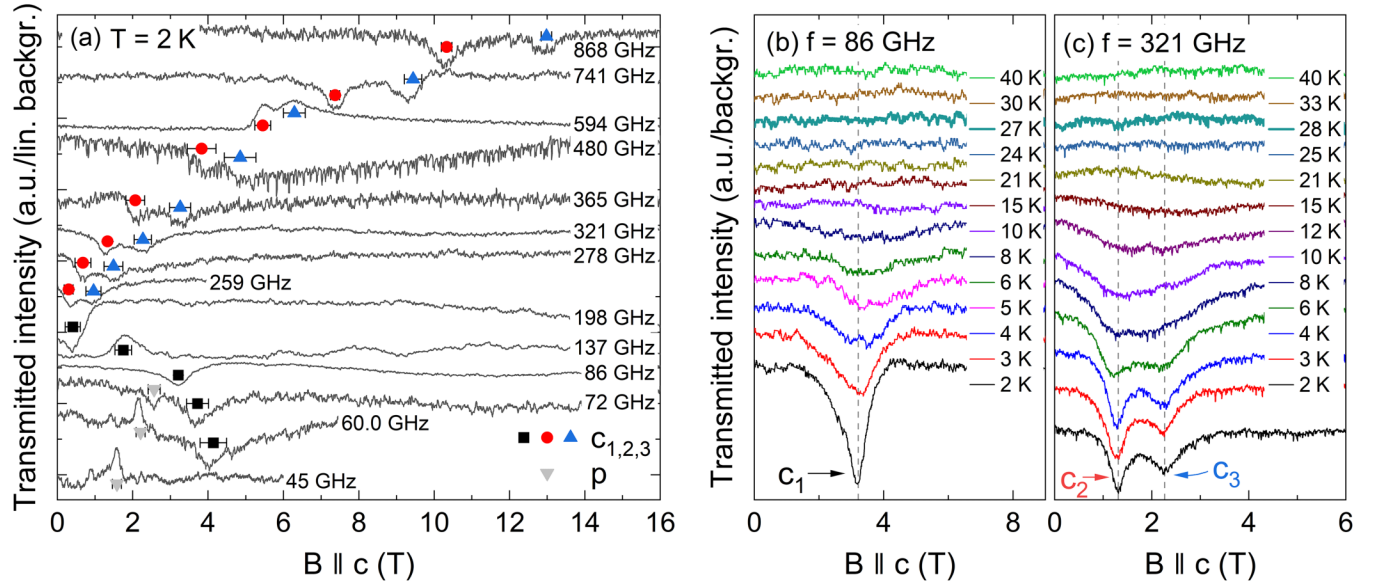 Transmitted intensity (a.u./lin. backgr.)
(a) T = 2 K
868 GHz
741 GHz
594 GHz
480 GHz
365 GHz
321 GHz
278 GHz
259 GHz
198 GHz
137 GHz
86 GHz
72 GHz
60.0 GHz
45 GHz
c1,2,3
p
0 2 4 6 8 10 12 14 16
B ∥ c (T)
Transmitted intensity (a.u./backgr.)
(b) f = 86 GHz
40 K
30 K
27 K
24 K
21 K
15 K
10 K
8 K
6 K
5 K
4 K
3 K
2 K
c1
0 4 8
B ∥ c (T)
(c) f = 321 GHz
40 K
33 K
28 K
25 K
21 K
15 K
12 K
10 K
8 K
6 K
4 K
3 K
2 K
c2
c3
0 2 4 6
B ∥ c (T)